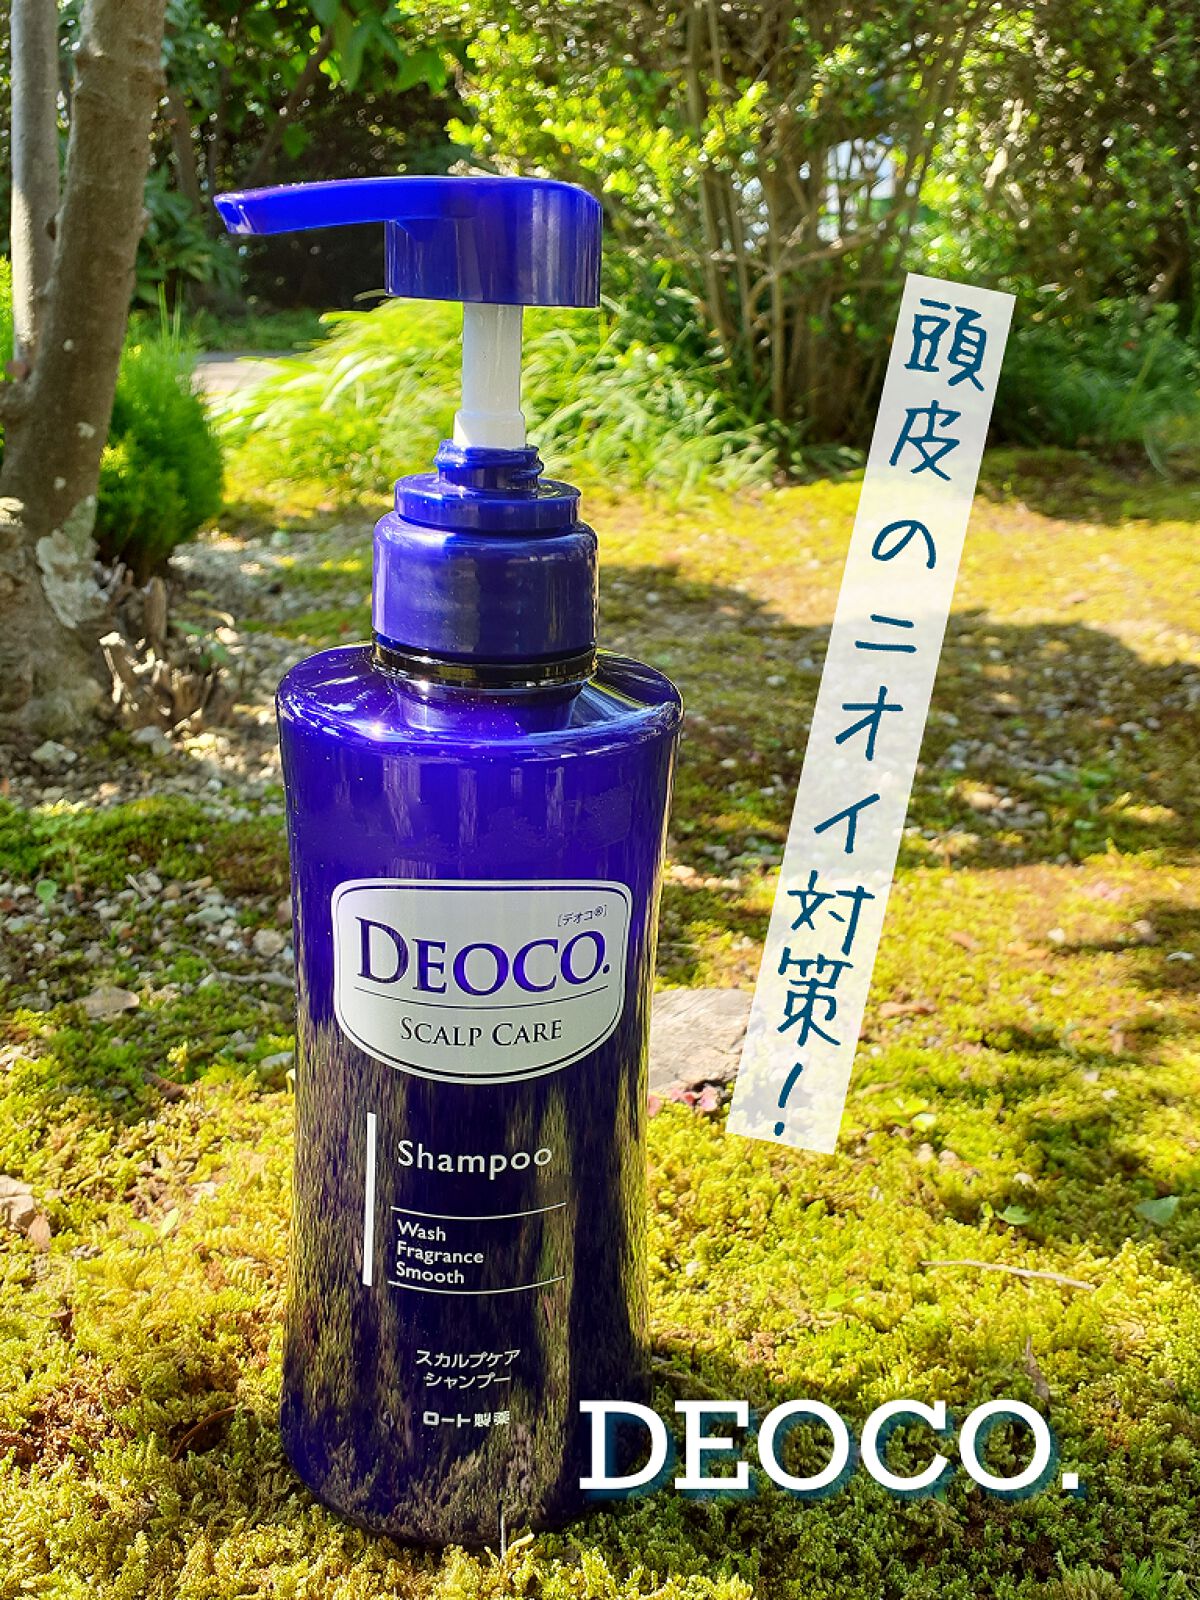 頭皮のニオイ対策!
[デオコ®]
DEOCO.
SCALP CARE
Shampoo
Wash
Fragrance
Smooth
スカルプケア
シャンプー
ロート製薬
DEOCO.